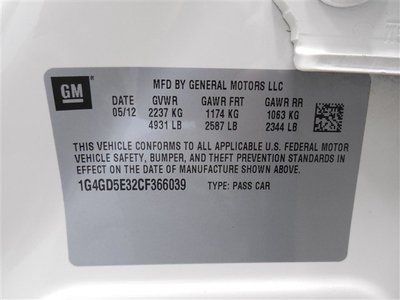 GM
MFD BY GENERAL MOTORS LLC
DATE GVWR GAWR FRT GAWR RR
05/12 2237 KG 1174 KG 1063 KG
4931 LB 2587 LB 2344 LB
THIS VEHICLE CONFORMS TO ALL APPLICABLE U.S. FEDERAL MOTOR
VEHICLE SAFETY, BUMPER, AND THEFT PREVENTION STANDARDS IN
EFFECT ON THE DATE OF MANUFACTURE SHOWN ABOVE.
1G4GD5E32CF366039 TYPE: PASS CAR